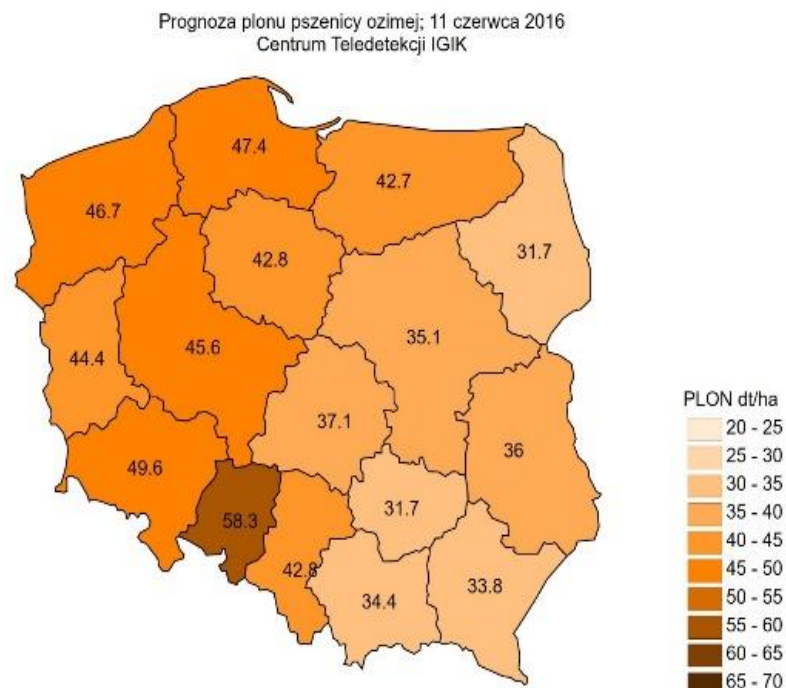 Prognoza plonu pszenicy ozimej; 11 czerwca 2016
Centrum Teledetekcji IGIK
47.4
42.7
46.7
31.7
42.8
35.1
45.6
44.4
37.1
36
49.6
31.7
58.3
42.8
33.8
34.4
PLON dt/ha
20 - 25
25 - 30
30 - 35
35 - 40
40 - 45
45 - 50
50 - 55
55 - 60
60 - 65
65 - 70